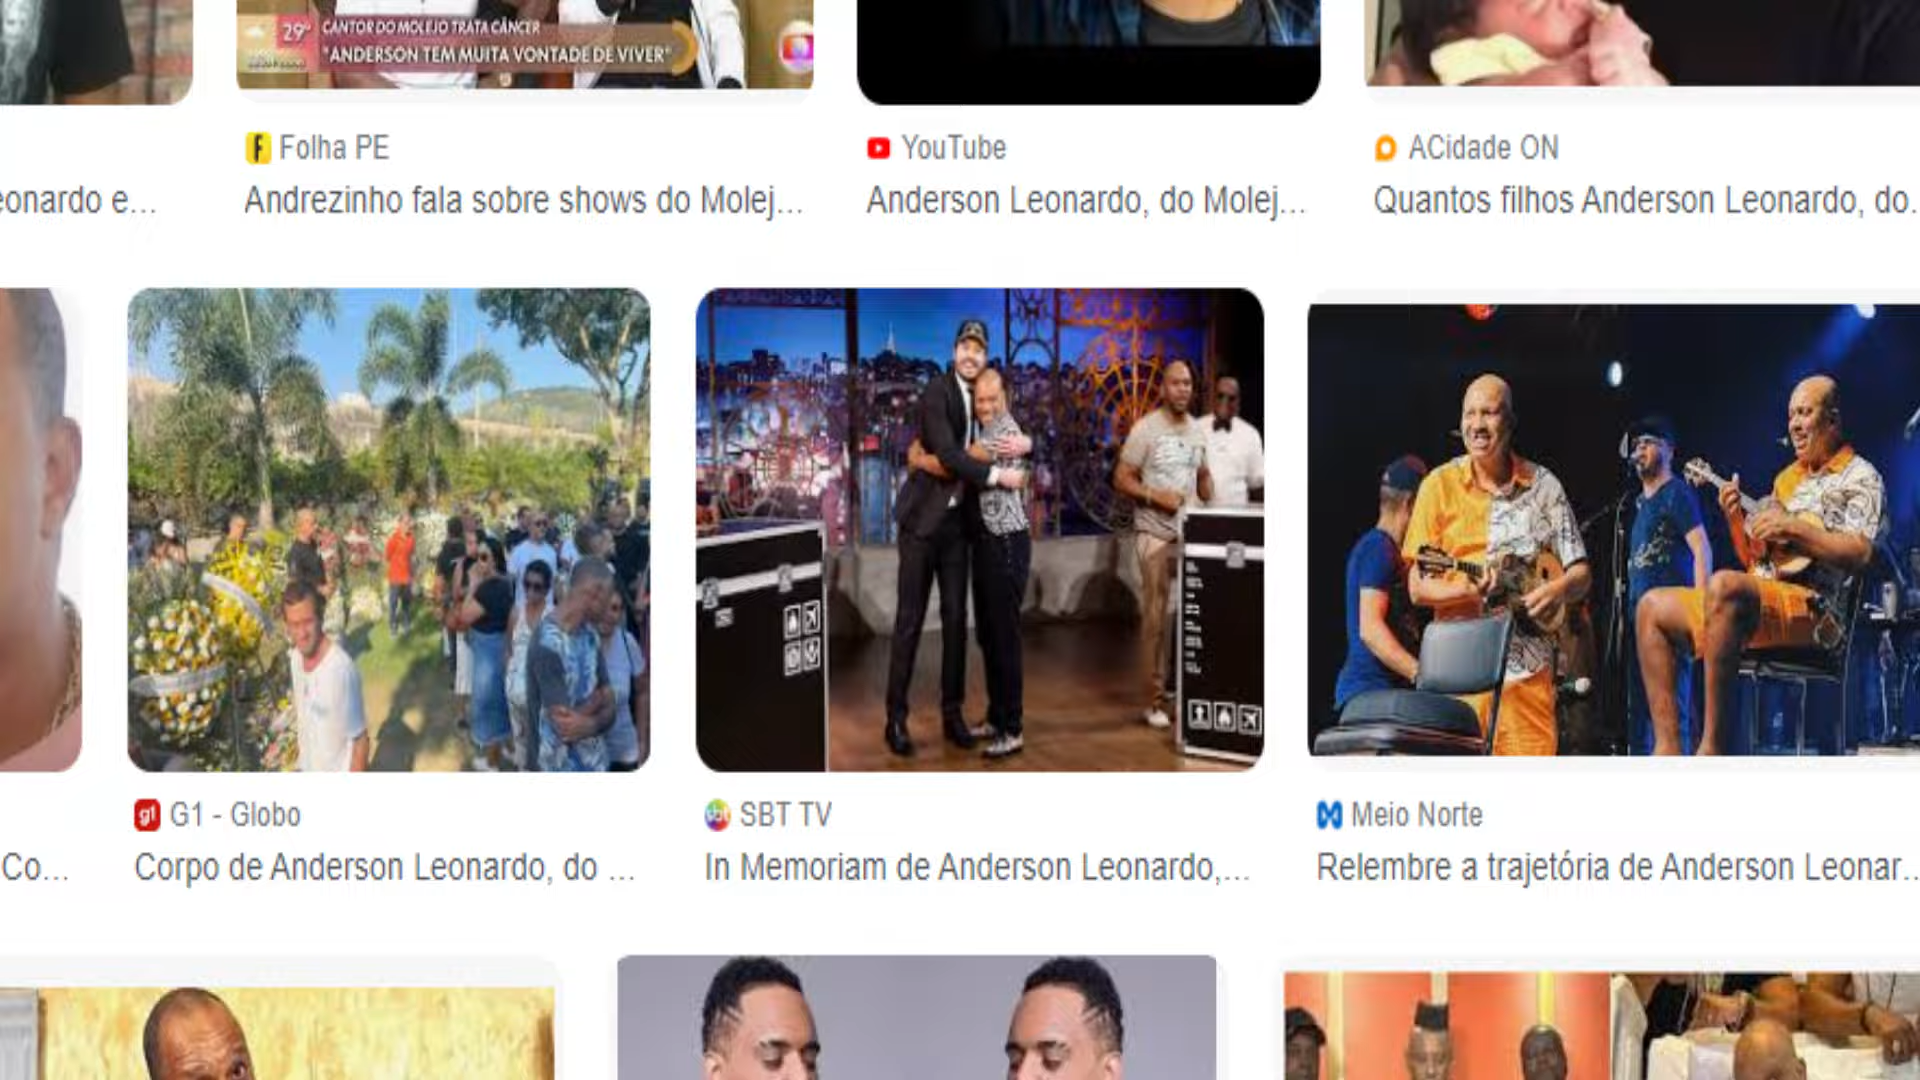 29°
CANTOR DO MOLEJO TRATA CÂNCER
"ANDERSON TEM MUITA VONTADE DE VIVER"
Folha PE
YouTube
ACidade ON
eonardo e...
Andrezinho fala sobre shows do Molej...
Anderson Leonardo, do Molej...
Quantos filhos Anderson Leonardo, do.
g1
G1 - Globo
sbt
SBT TV
Meio Norte
Co...
Corpo de Anderson Leonardo, do ...
In Memoriam de Anderson Leonardo,...
Relembre a trajetória de Anderson Leonar..